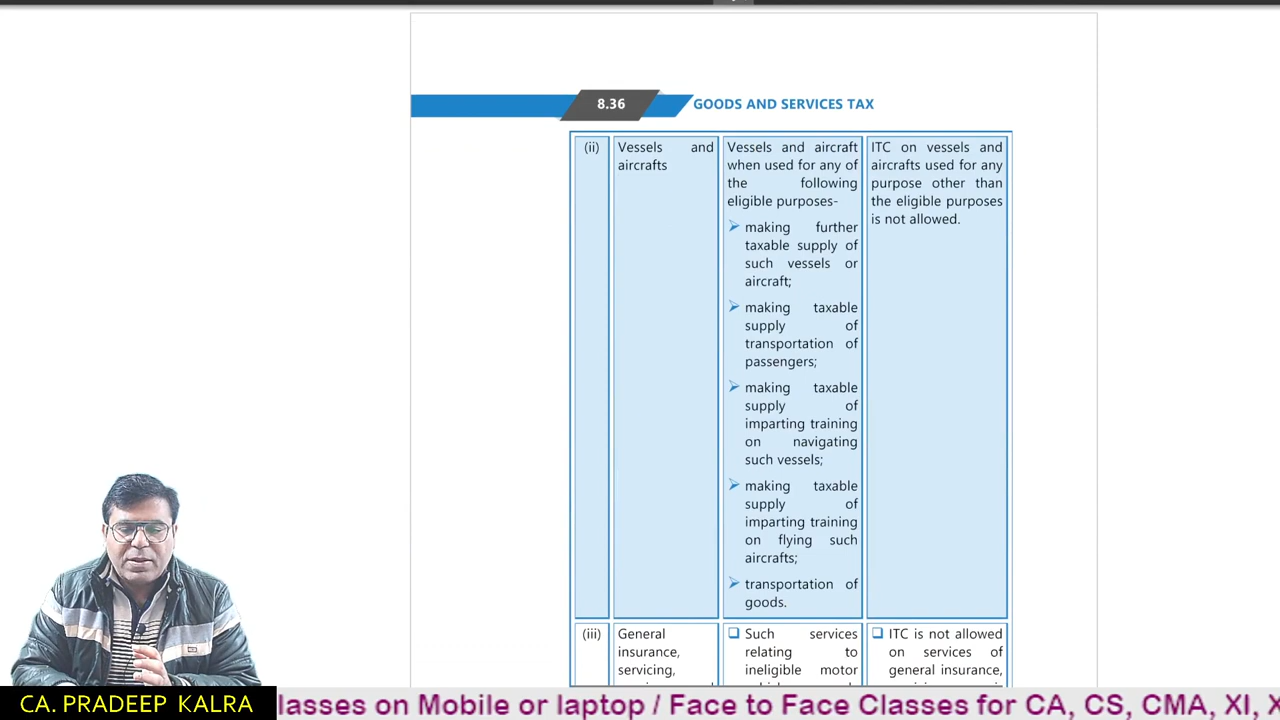 8.36 GOODS AND SERVICES TAX
(ii)
Vessels and
aircrafts
Vessels and aircraft
when used for any of
the following
eligible purposes-
➢ making further
taxable supply of
such vessels or
aircraft;
➢ making taxable
supply of
transportation of
passengers;
➢ making taxable
supply of
imparting training
on navigating
such vessels;
➢ making taxable
supply of
imparting training
on flying such
aircrafts;
➢ transportation of
goods.
ITC on vessels and
aircrafts used for any
purpose other than
the eligible purposes
is not allowed.
(iii)
General
insurance,
servicing,
❑ Such services
relating to
ineligible motor
❑ ITC is not allowed
on services of
general insurance,
CA. PRADEEP KALRA
lasses on Mobile or laptop / Face to Face Classes for CA, CS, CMA, XI, X